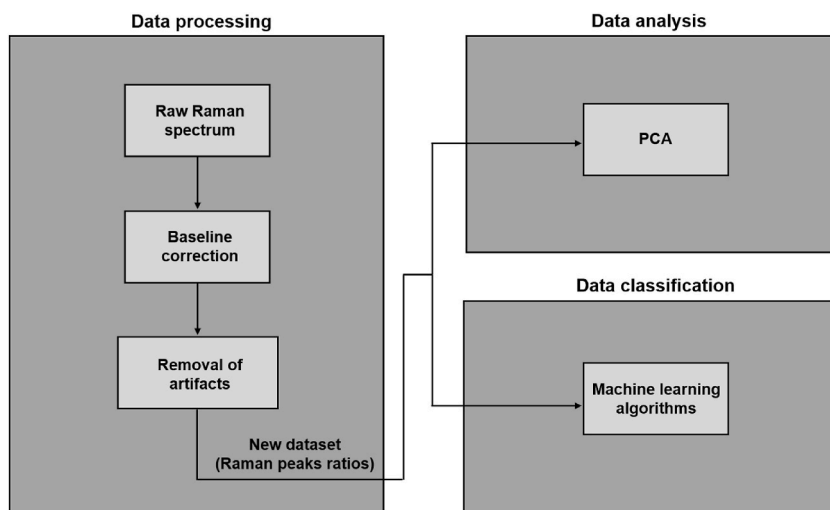 Data processing
Raw Raman
spectrum
Baseline
correction
Removal of
artifacts
New dataset
(Raman peaks ratios)
Data analysis
PCA
Data classification
Machine learning
algorithms